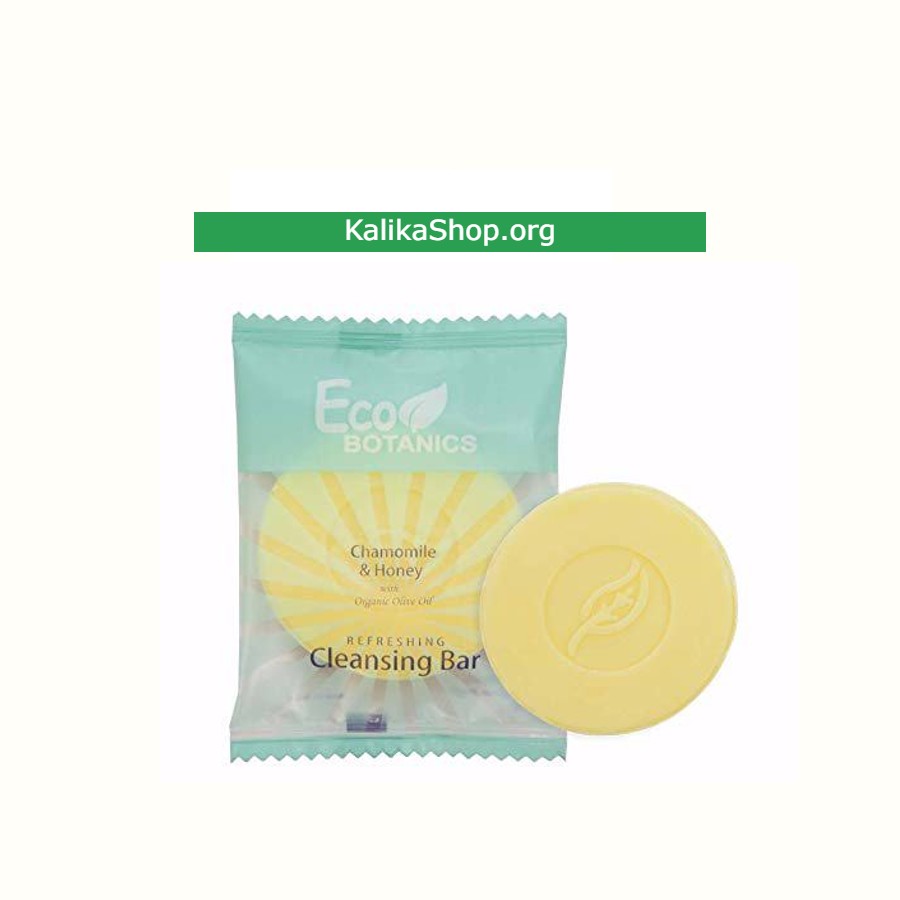 KalikaShop.org
Eco
BOTANICS
Chamomile
& Honey
with
Organic Olive Oil
REFRESHING
Cleansing Bar